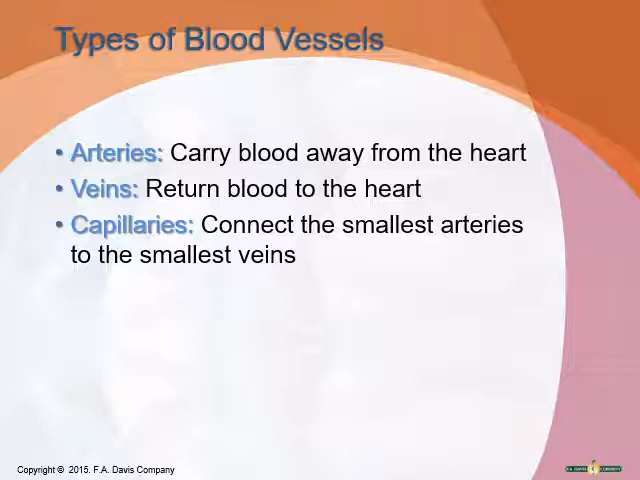 Types of Blood Vessels
• Arteries: Carry blood away from the heart
• Veins: Return blood to the heart
• Capillaries: Connect the smallest arteries
to the smallest veins
Copyright © 2015. F.A. Davis Company